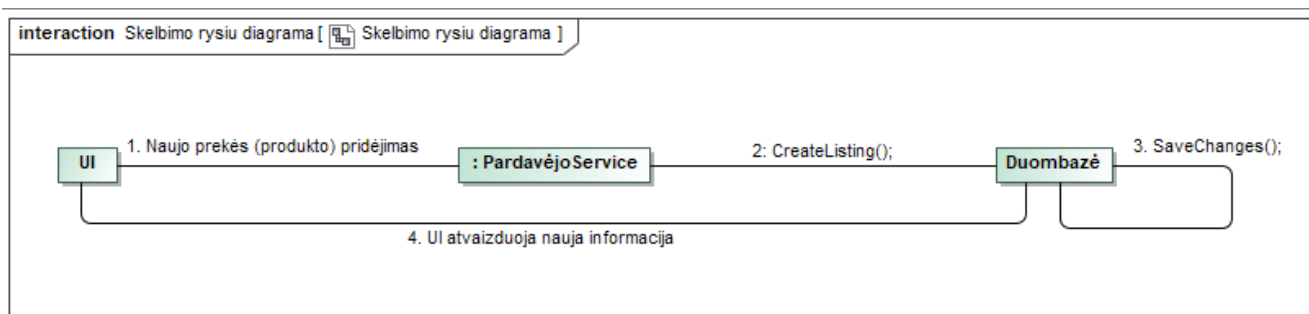 interaction Skelbimo rysiu diagrama [ Skelbimo rysiu diagrama ]
1. Naujo prekės (produkto) pridėjimas
2: CreateListing();
3. SaveChanges();
UI
: PardavėjoService
Duombazė
4. UI atvaizduoja nauja informacija